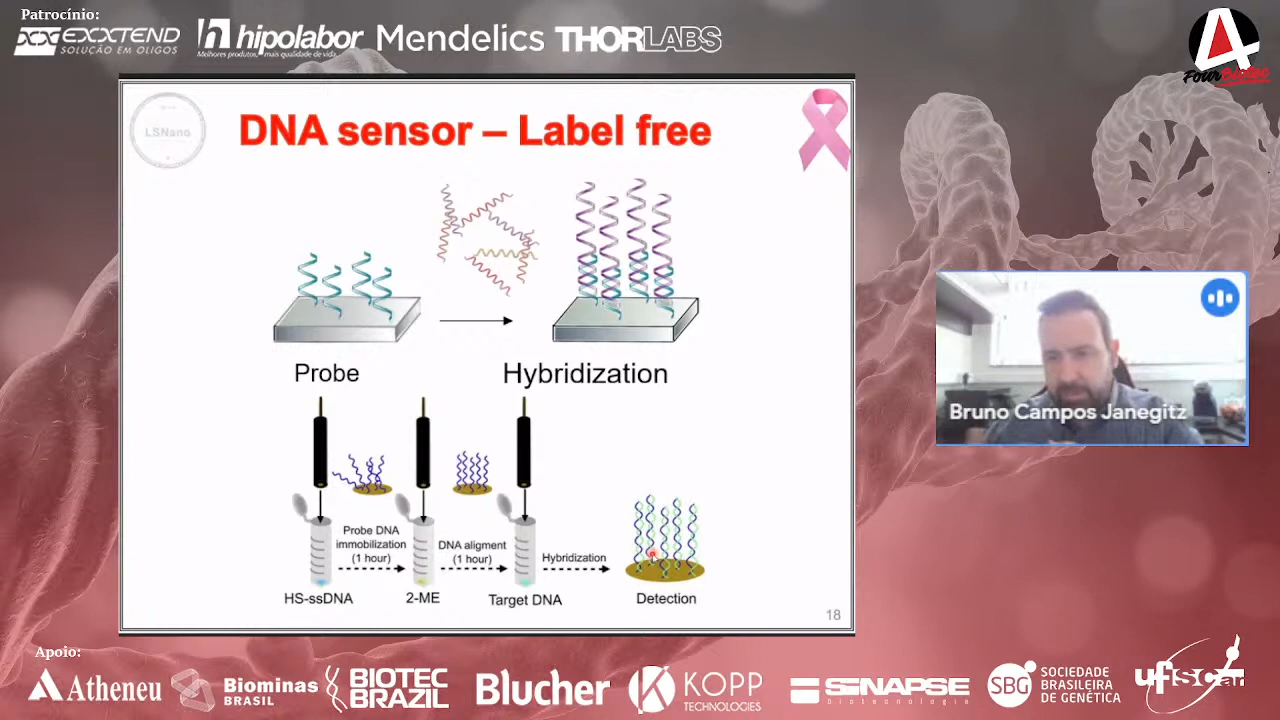 Patrocínio:
EXXTEND
SOLUÇÃO EM OLIGOS
hipolabor
Melhores produtos, mais qualidade de vida.
Mendelics
THORLABS
FourBiotec
LSNano
DNA sensor – Label free
Probe
Hybridization
Probe DNA
immobilization
(1 hour)
DNA aligment
(1 hour)
Hybridization
HS-ssDNA
2-ME
Target DNA
Detection
18
Bruno Campos Janegitz
Apoio:
Atheneu
Biominas
BRASIL
BIOTEC
BRAZIL
Blucher
KOPP
TECHNOLOGIES
SINAPSE
biotecnologia
SBG
SOCIEDADE
BRASILEIRA
DE GENÉTICA
ufscar